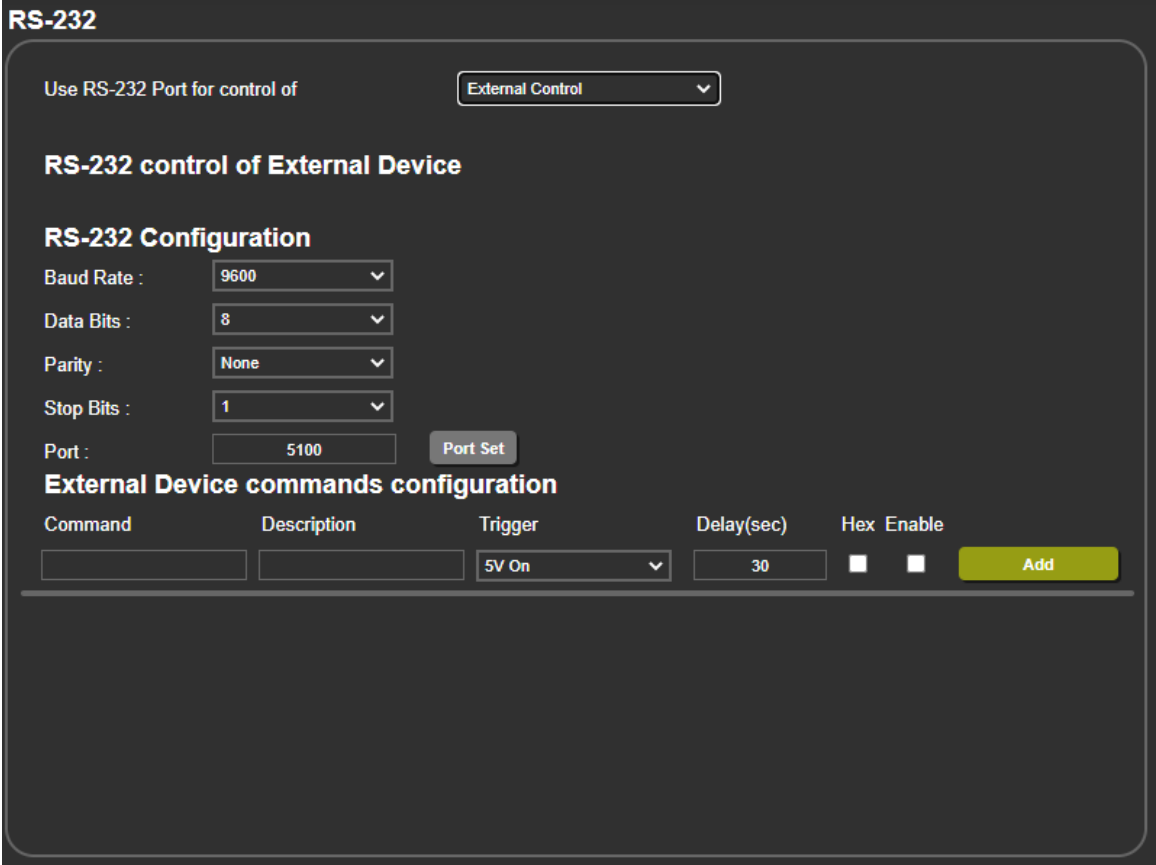 RS-232
Use RS-232 Port for control of External Control
RS-232 control of External Device
RS-232 Configuration
Baud Rate : 9600
Data Bits : 8
Parity : None
Stop Bits : 1
Port : 5100 Port Set
External Device commands configuration
Command Description Trigger Delay(sec) Hex Enable
5V On 30 Add